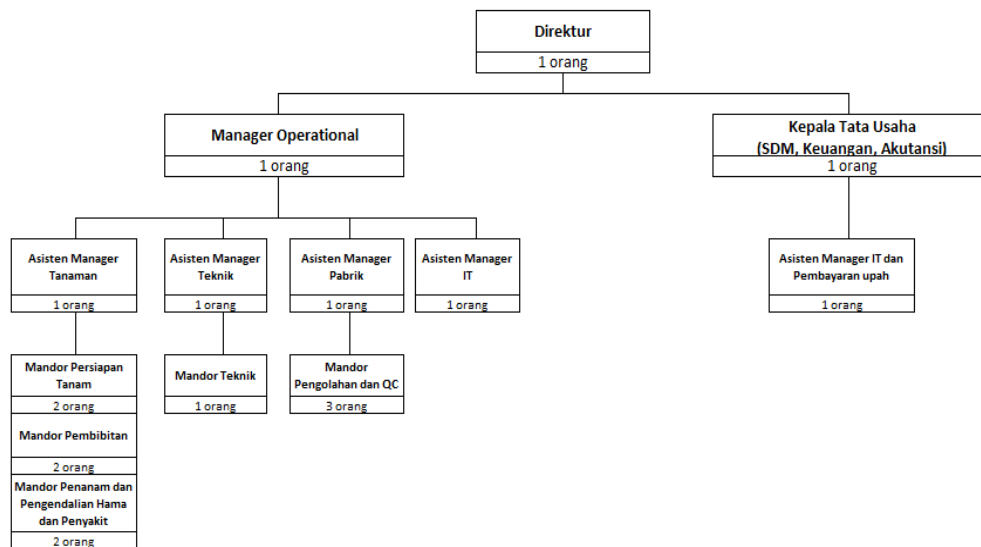 Direktur
1 orang
Manager Operational
1 orang
Kepala Tata Usaha
(SDM, Keuangan, Akutansi)
1 orang
Asisten Manager
Tanaman
1 orang
Asisten Manager
Teknik
1 orang
Asisten Manager
Pabrik
1 orang
Asisten Manager
IT
1 orang
Asisten Manager IT dan
Pembayaran upah
1 orang
Mandor Persiapan
Tanam
2 orang
Mandor Teknik
1 orang
Mandor
Pengolahan dan QC
3 orang
Mandor Pembibitan
2 orang
Mandor Penanam dan
Pengendalian Hama
dan Penyakit
2 orang